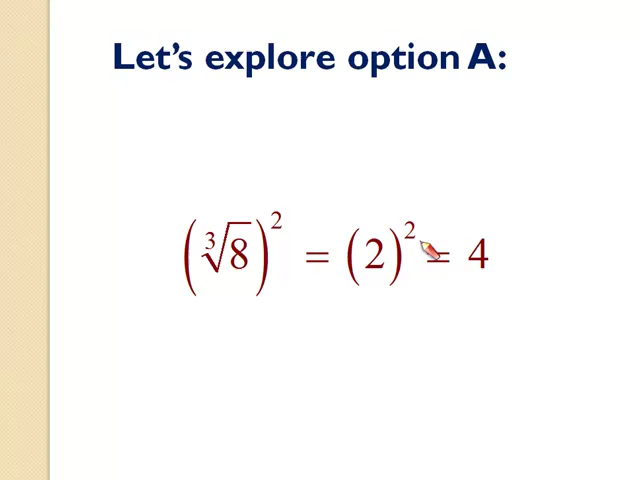 Let's explore option A:
(∛8)² = (2)² = 4